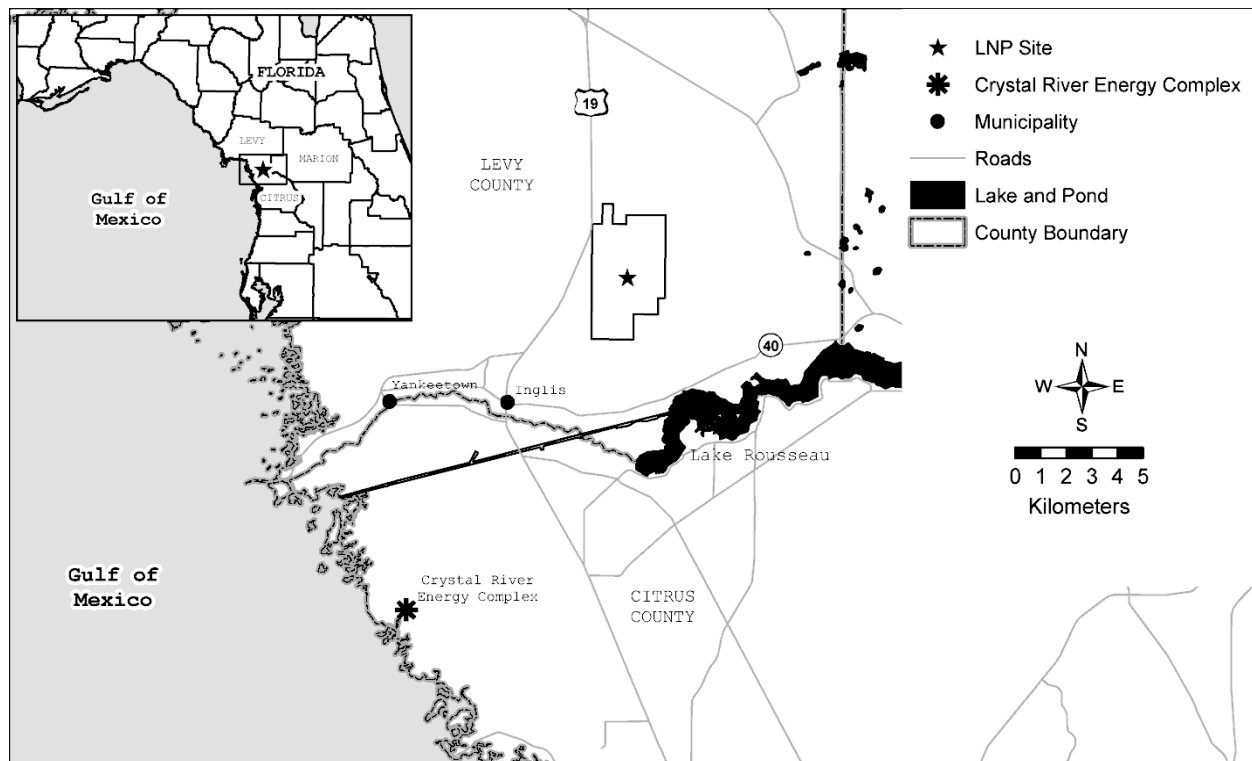 FLORIDA
LEVY
MARION
CITRUS
Gulf of
Mexico
19
LEVY
COUNTY
40
Yankeetown
Inglis
Lake Rousseau
Gulf of
Mexico
Crystal River
Energy Complex
CITRUS
COUNTY
LNP Site
Crystal River Energy Complex
Municipality
Roads
Lake and Pond
County Boundary
N
W E
S
0 1 2 3 4 5
Kilometers